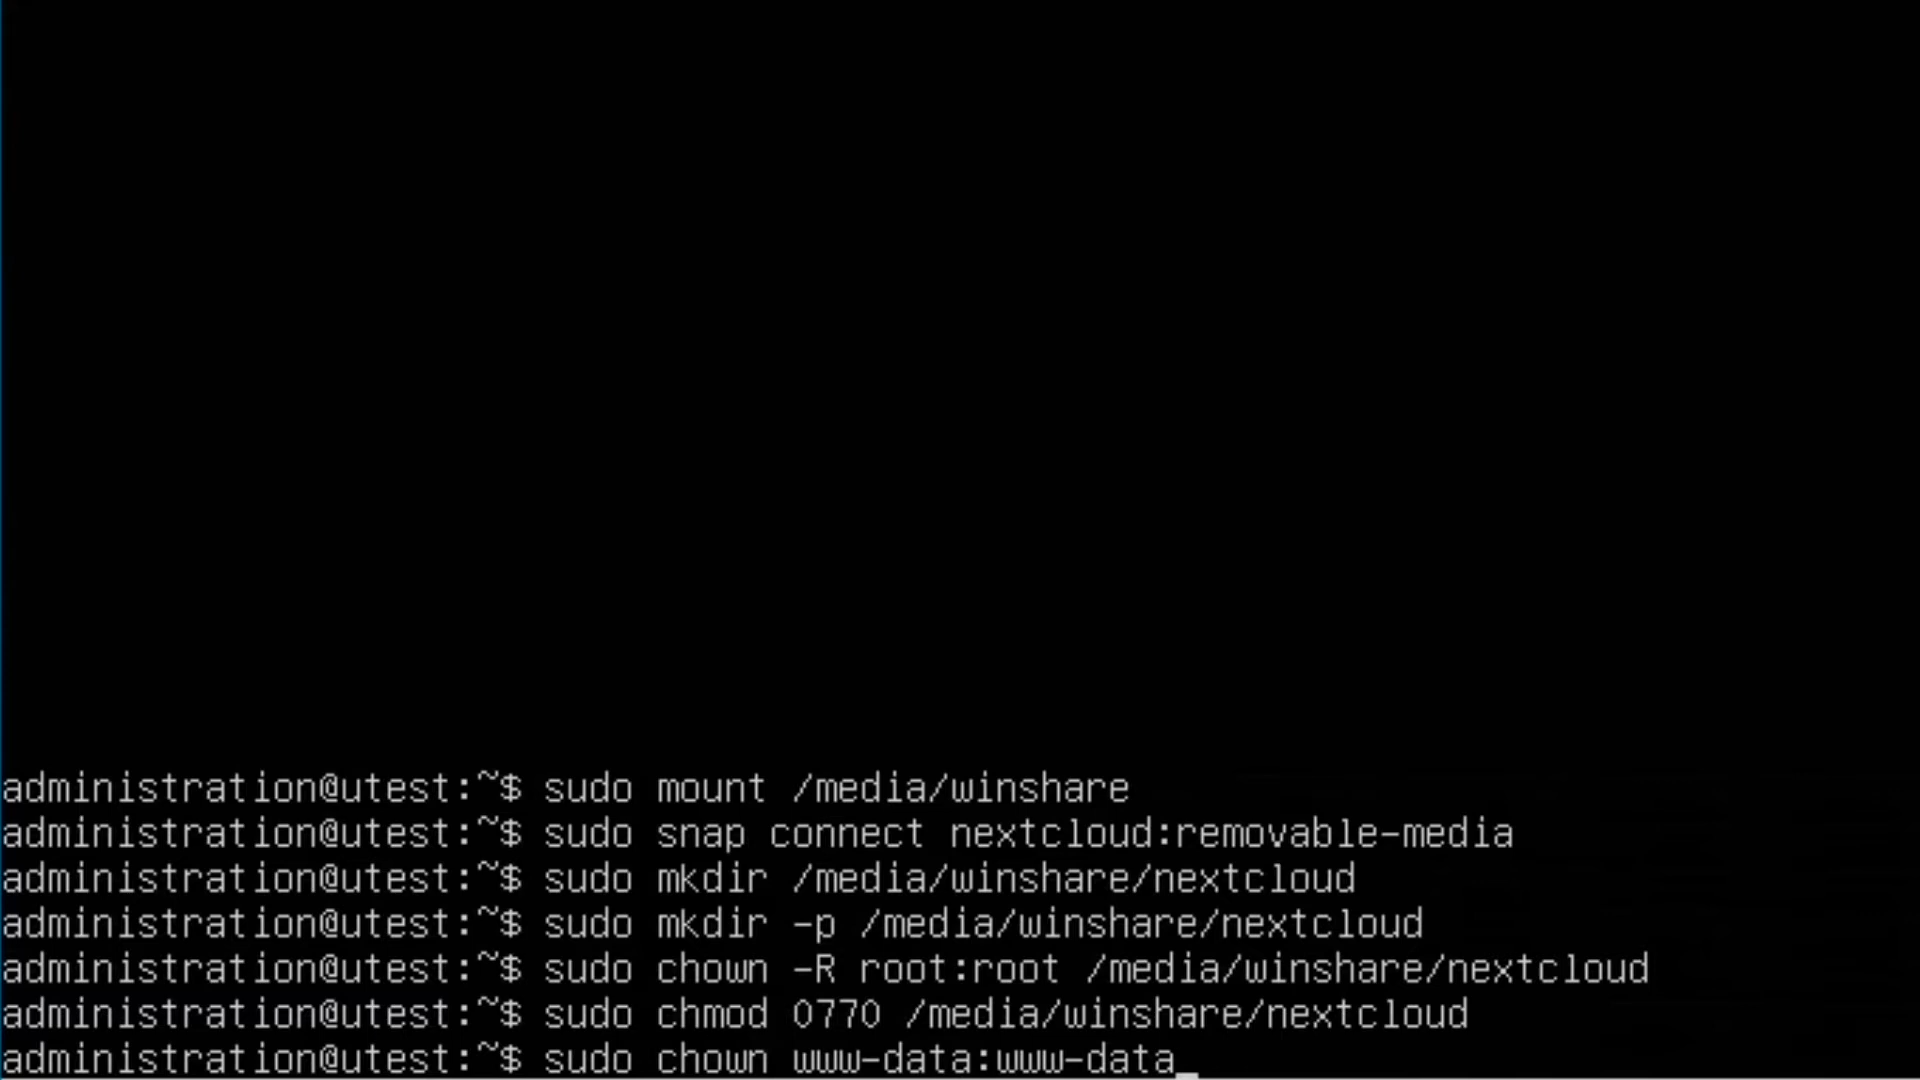 administration@utest:~$ sudo mount /media/winshare
administration@utest:~$ sudo snap connect nextcloud:removable-media
administration@utest:~$ sudo mkdir /media/winshare/nextcloud
administration@utest:~$ sudo mkdir -p /media/winshare/nextcloud
administration@utest:~$ sudo chown -R root:root /media/winshare/nextcloud
administration@utest:~$ sudo chmod 0770 /media/winshare/nextcloud
administration@utest:~$ sudo chown www-data:www-data_